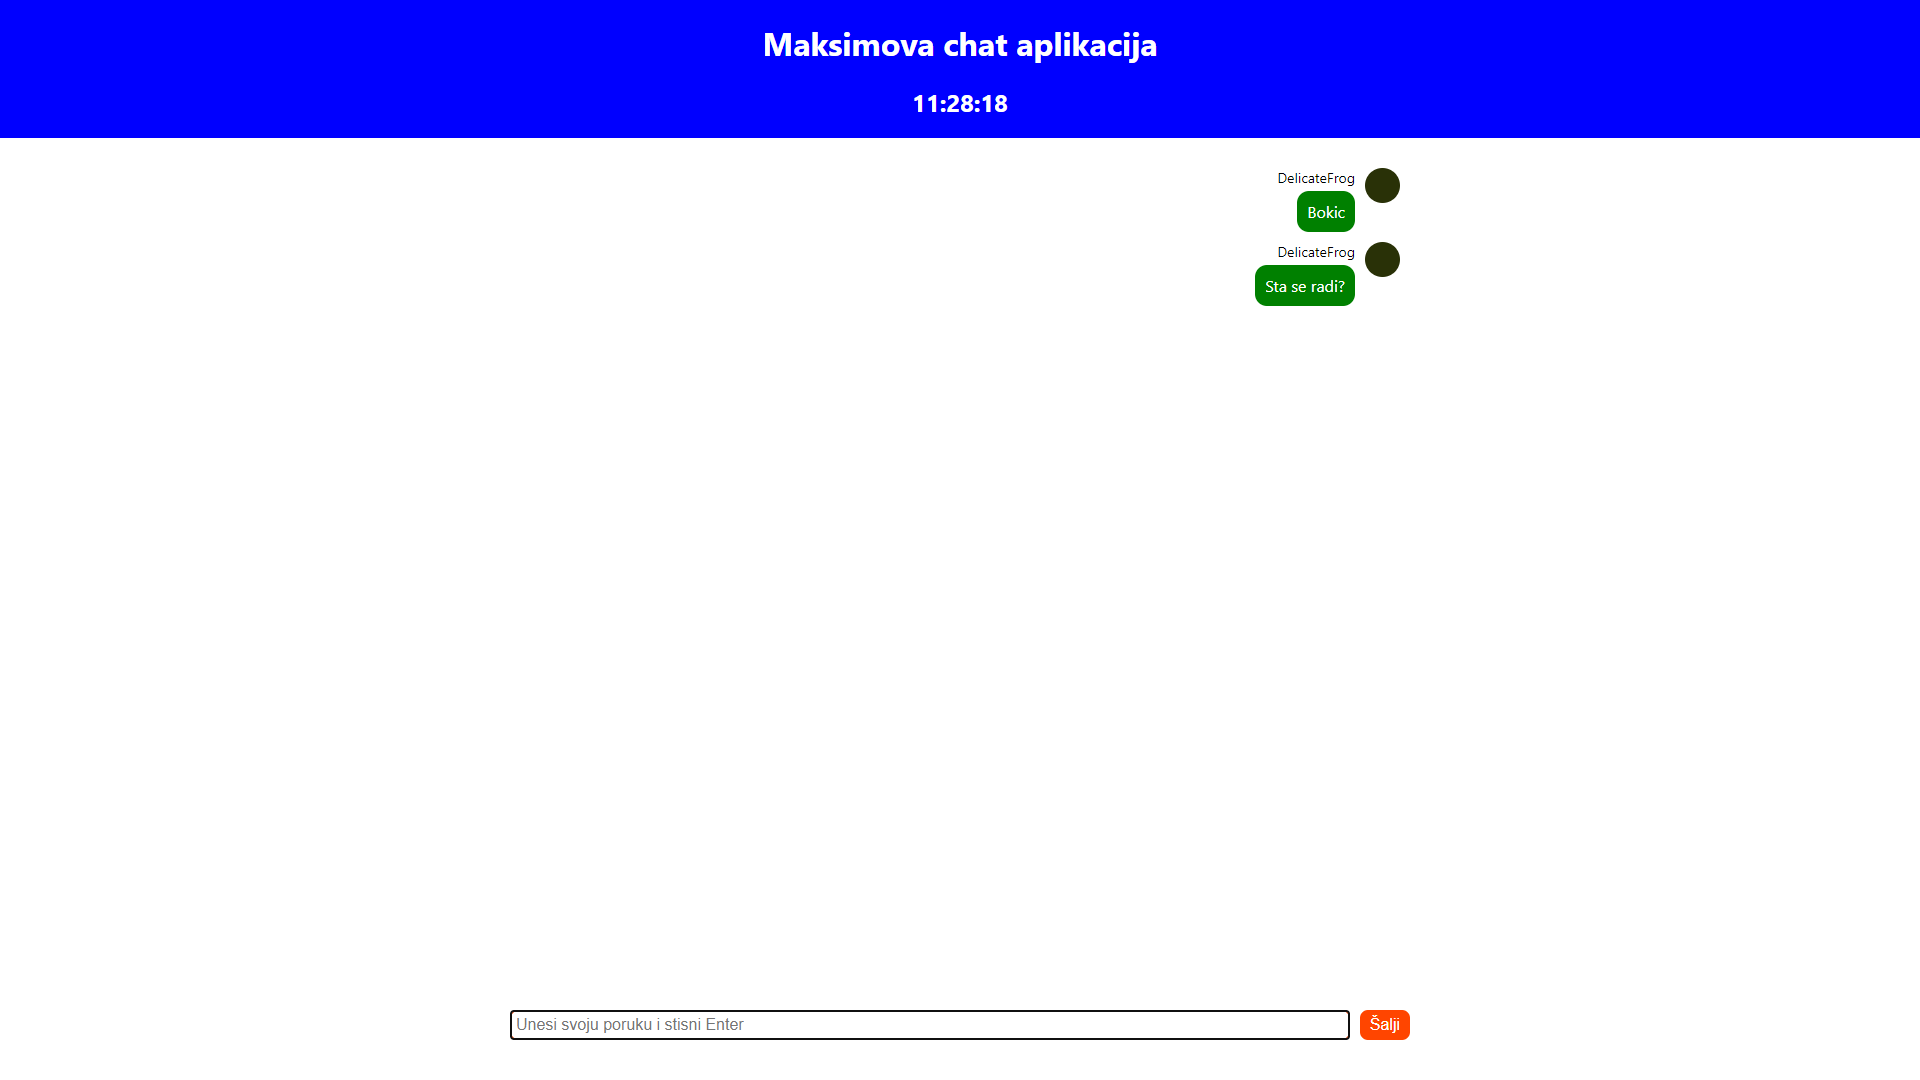 Maksimova chat aplikacija
11:28:18
DelicateFrog
Bokic
DelicateFrog
Sta se radi?
Unesi svoju poruku i stisni Enter
Šalji